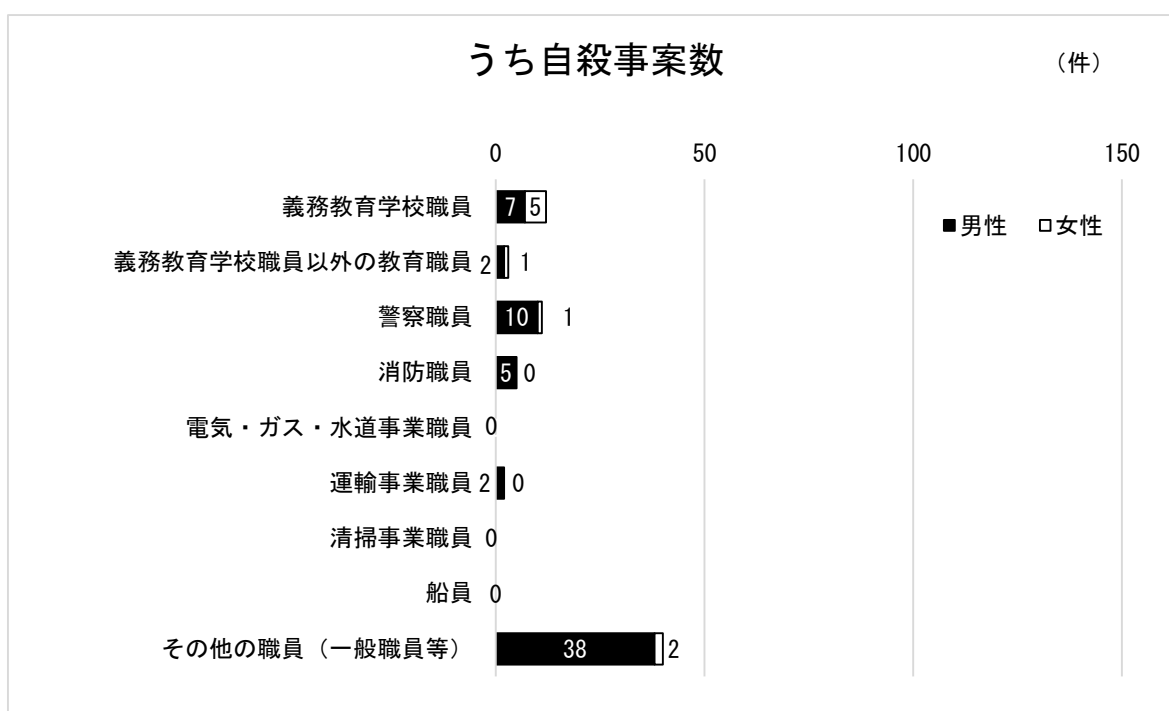 うち自殺事案数
（件）
0 50 100 150
義務教育学校職員 7 5
■男性 □女性
義務教育学校職員以外の教育職員 2 1
警察職員 10 1
消防職員 5 0
電気・ガス・水道事業職員 0
運輸事業職員 2 0
清掃事業職員 0
船員 0
その他の職員（一般職員等） 38 2